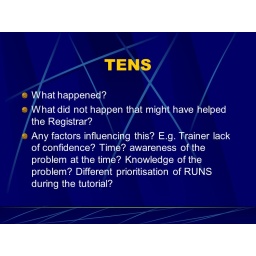 TENS
What happened?
What did not happen that might have helped
the Registrar?
Any factors influencing this? E.g. Trainer lack
of confidence? Time? awareness of the
problem at the time? Knowledge of the
problem? Different prioritisation of RUNS
during the tutorial?